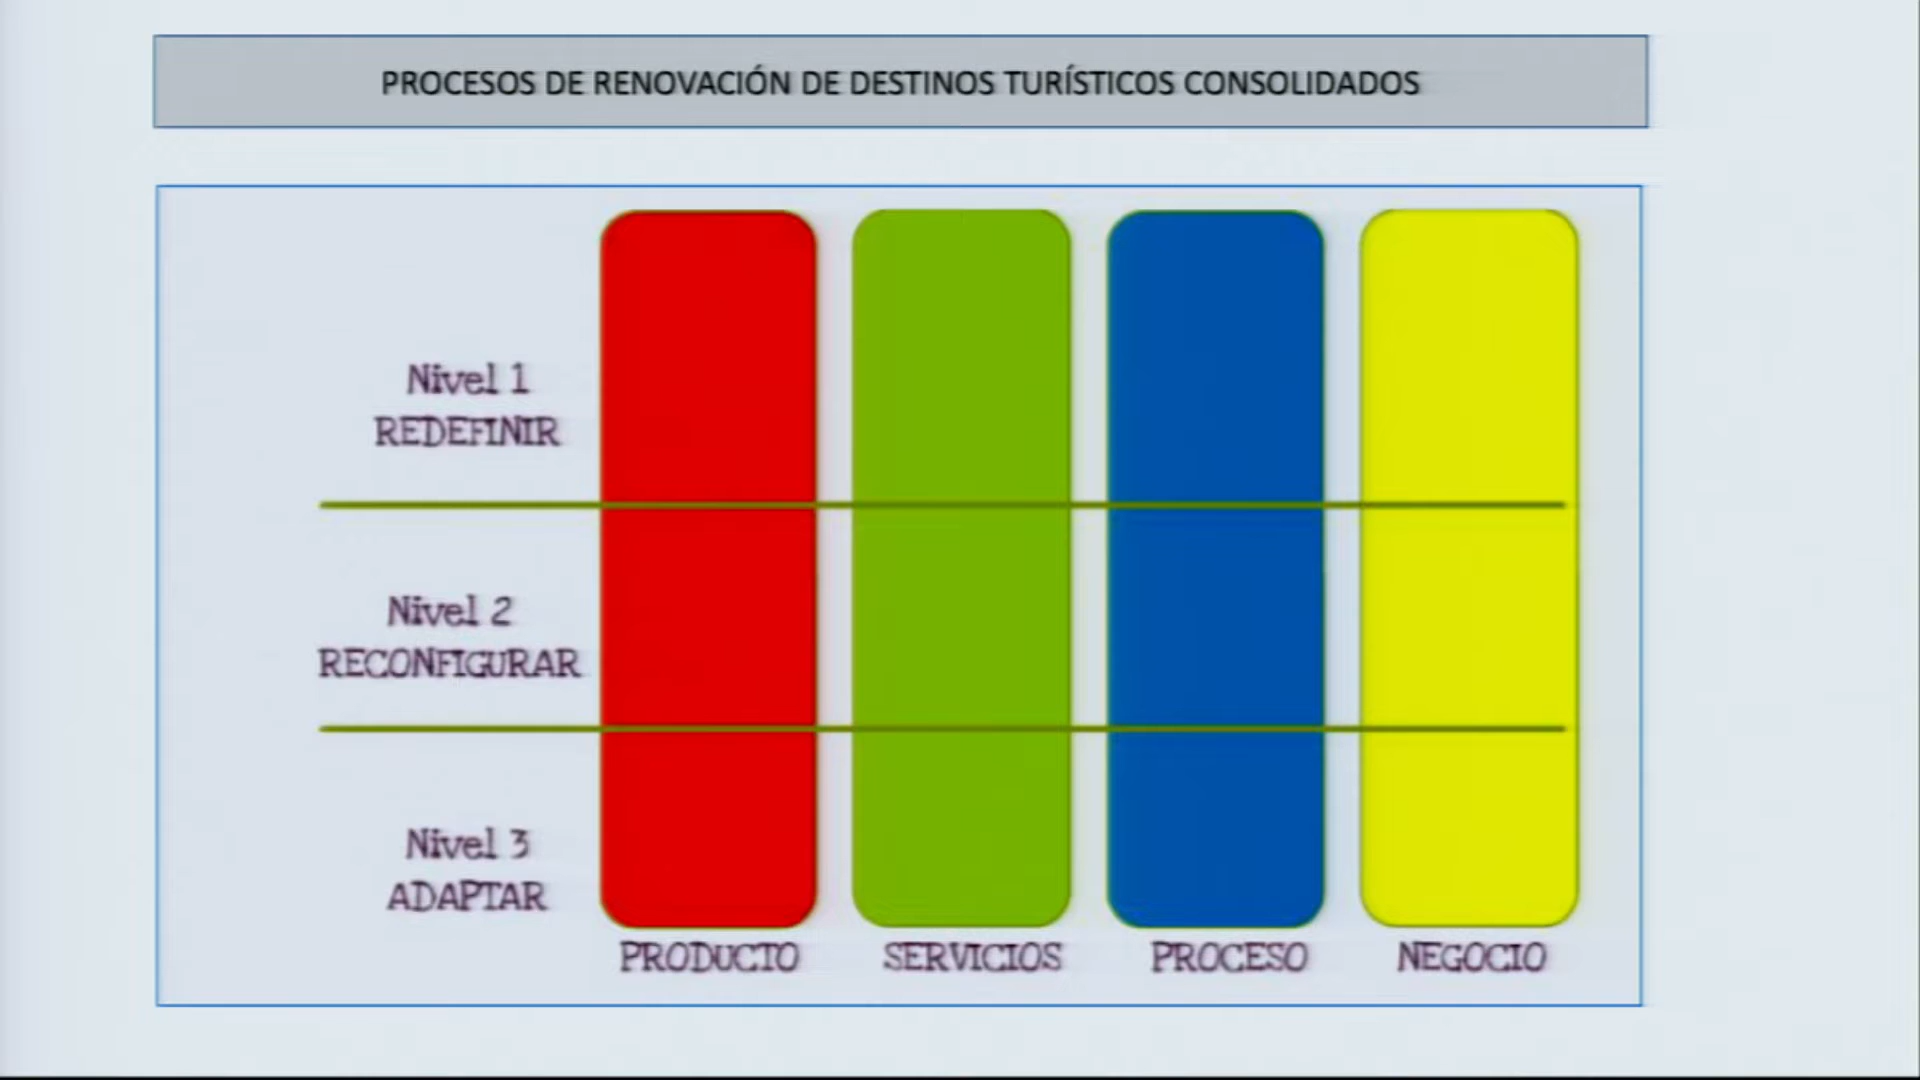 PROCESOS DE RENOVACIÓN DE DESTINOS TURÍSTICOS CONSOLIDADOS
Nivel 1
REDEFINIR
Nivel 2
RECONFIGURAR
Nivel 3
ADAPTAR
PRODUCTO SERVICIOS PROCESO NEGOCIO